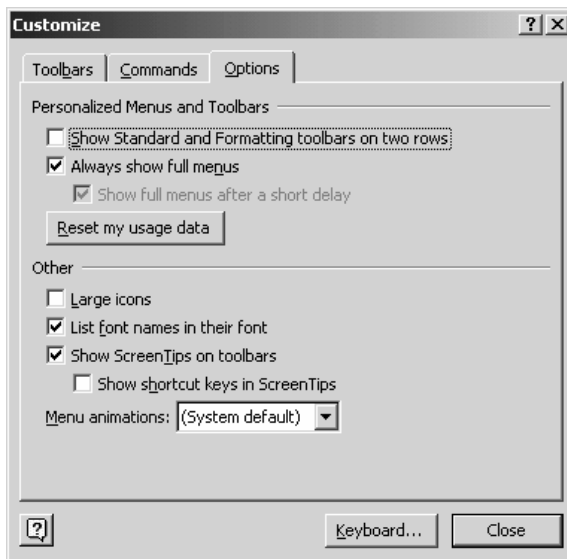 Customize
Toolbars Commands Options
Personalized Menus and Toolbars
Show Standard and Formatting toolbars on two rows
Always show full menus
Show full menus after a short delay
Reset my usage data
Other
Large icons
List font names in their font
Show ScreenTips on toolbars
Show shortcut keys in ScreenTips
Menu animations: (System default)
Keyboard... Close